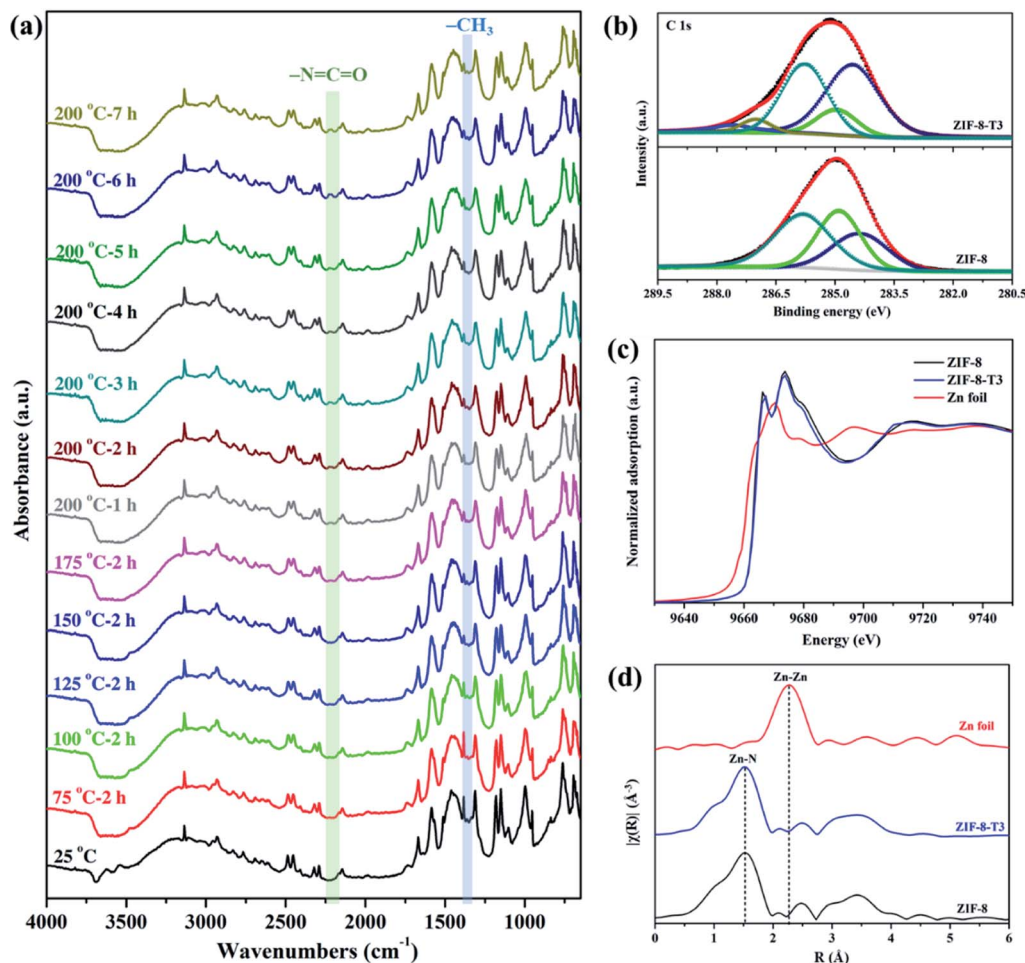 (a)
–CH₃
–N=C=O
200 °C-7 h
200 °C-6 h
200 °C-5 h
200 °C-4 h
200 °C-3 h
200 °C-2 h
200 °C-1 h
175 °C-2 h
150 °C-2 h
125 °C-2 h
100 °C-2 h
75 °C-2 h
25 °C
Absorbance (a.u.)
4000 3500 3000 2500 2000 1500 1000
Wavenumbers (cm⁻¹)
(b)
C 1s
ZIF-8-T3
ZIF-8
Intensity (a.u.)
289.5 288.0 286.5 285.0 283.5 282.0 280.5
Binding energy (eV)
(c)
ZIF-8
ZIF-8-T3
Zn foil
Normalized adsorption (a.u.)
9640 9660 9680 9700 9720 9740
Energy (eV)
(d)
Zn-Zn
Zn foil
Zn-N
ZIF-8-T3
ZIF-8
|χ(R)| (Å⁻³)
0 1 2 3 4 5 6
R (Å)